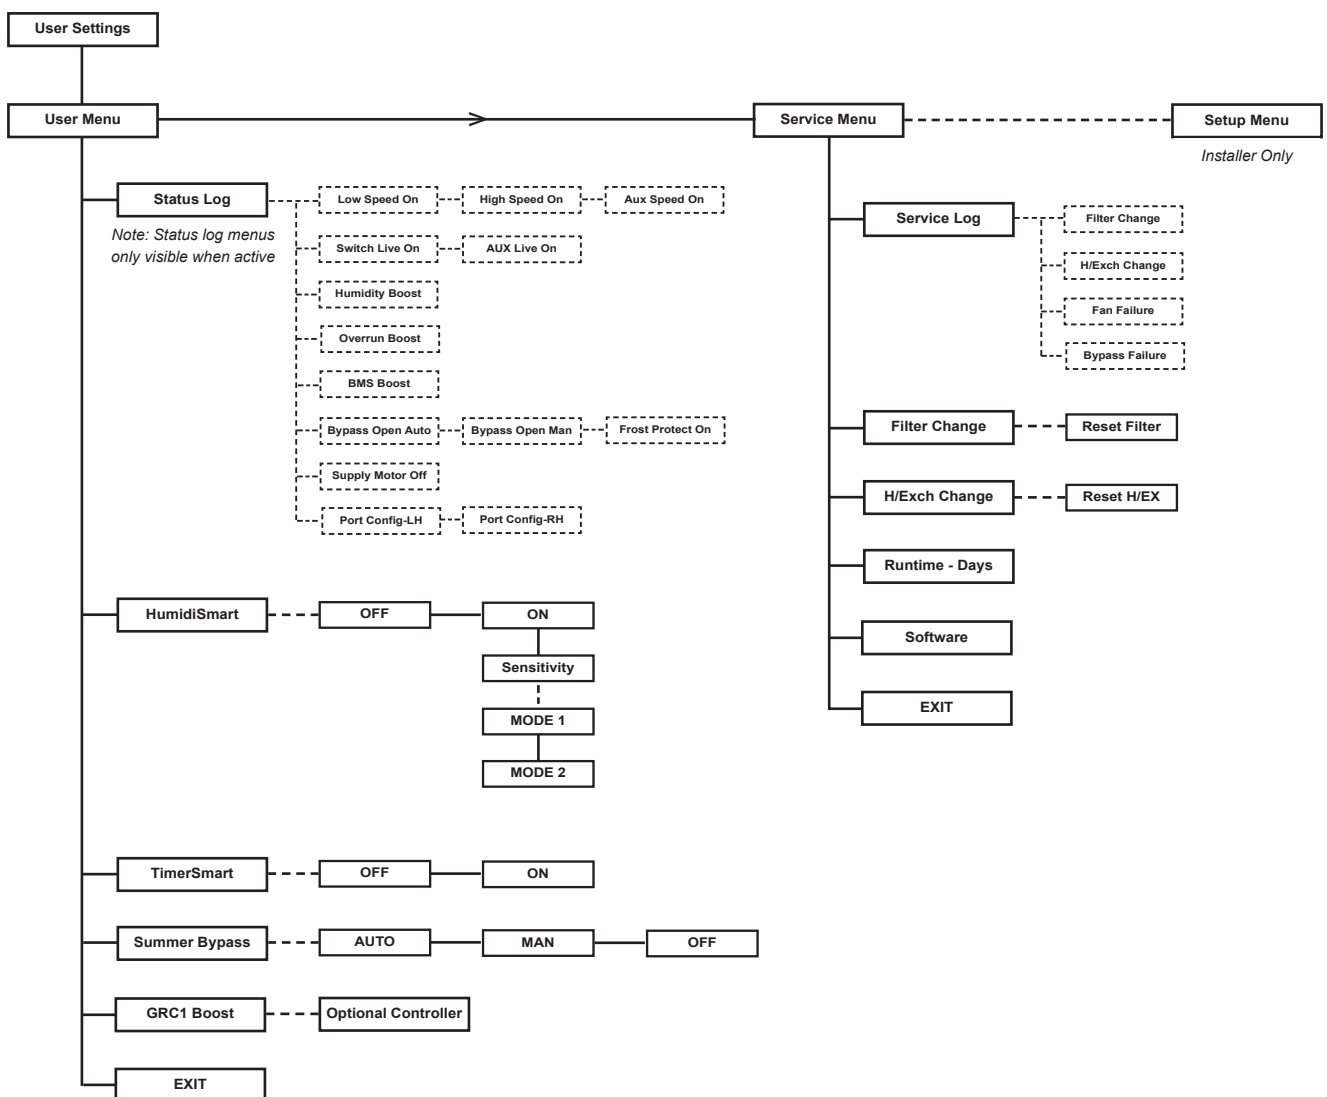 User Settings
User Menu
Service Menu
Setup Menu
Installer Only
Status Log
Note: Status log menus
only visible when active
Low Speed On
High Speed On
Aux Speed On
Switch Live On
AUX Live On
Humidity Boost
Overrun Boost
BMS Boost
Bypass Open Auto
Bypass Open Man
Frost Protect On
Supply Motor Off
Port Config-LH
Port Config-RH
HumidiSmart
OFF
ON
Sensitivity
MODE 1
MODE 2
TimerSmart
OFF
ON
Summer Bypass
AUTO
MAN
OFF
GRC1 Boost
Optional Controller
EXIT
Service Log
Filter Change
H/Exch Change
Fan Failure
Bypass Failure
Filter Change
Reset Filter
H/Exch Change
Reset H/EX
Runtime - Days
Software
EXIT